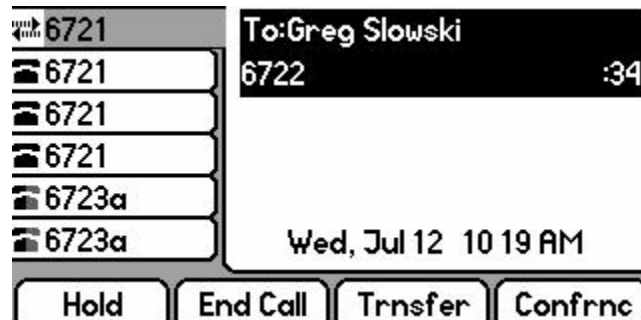 6721
6721
6721
6721
6723a
6723a
To:Greg Slowski
6722 :34
Wed, Jul 12 10 19 AM
Hold End Call Trnsfer Confrnc